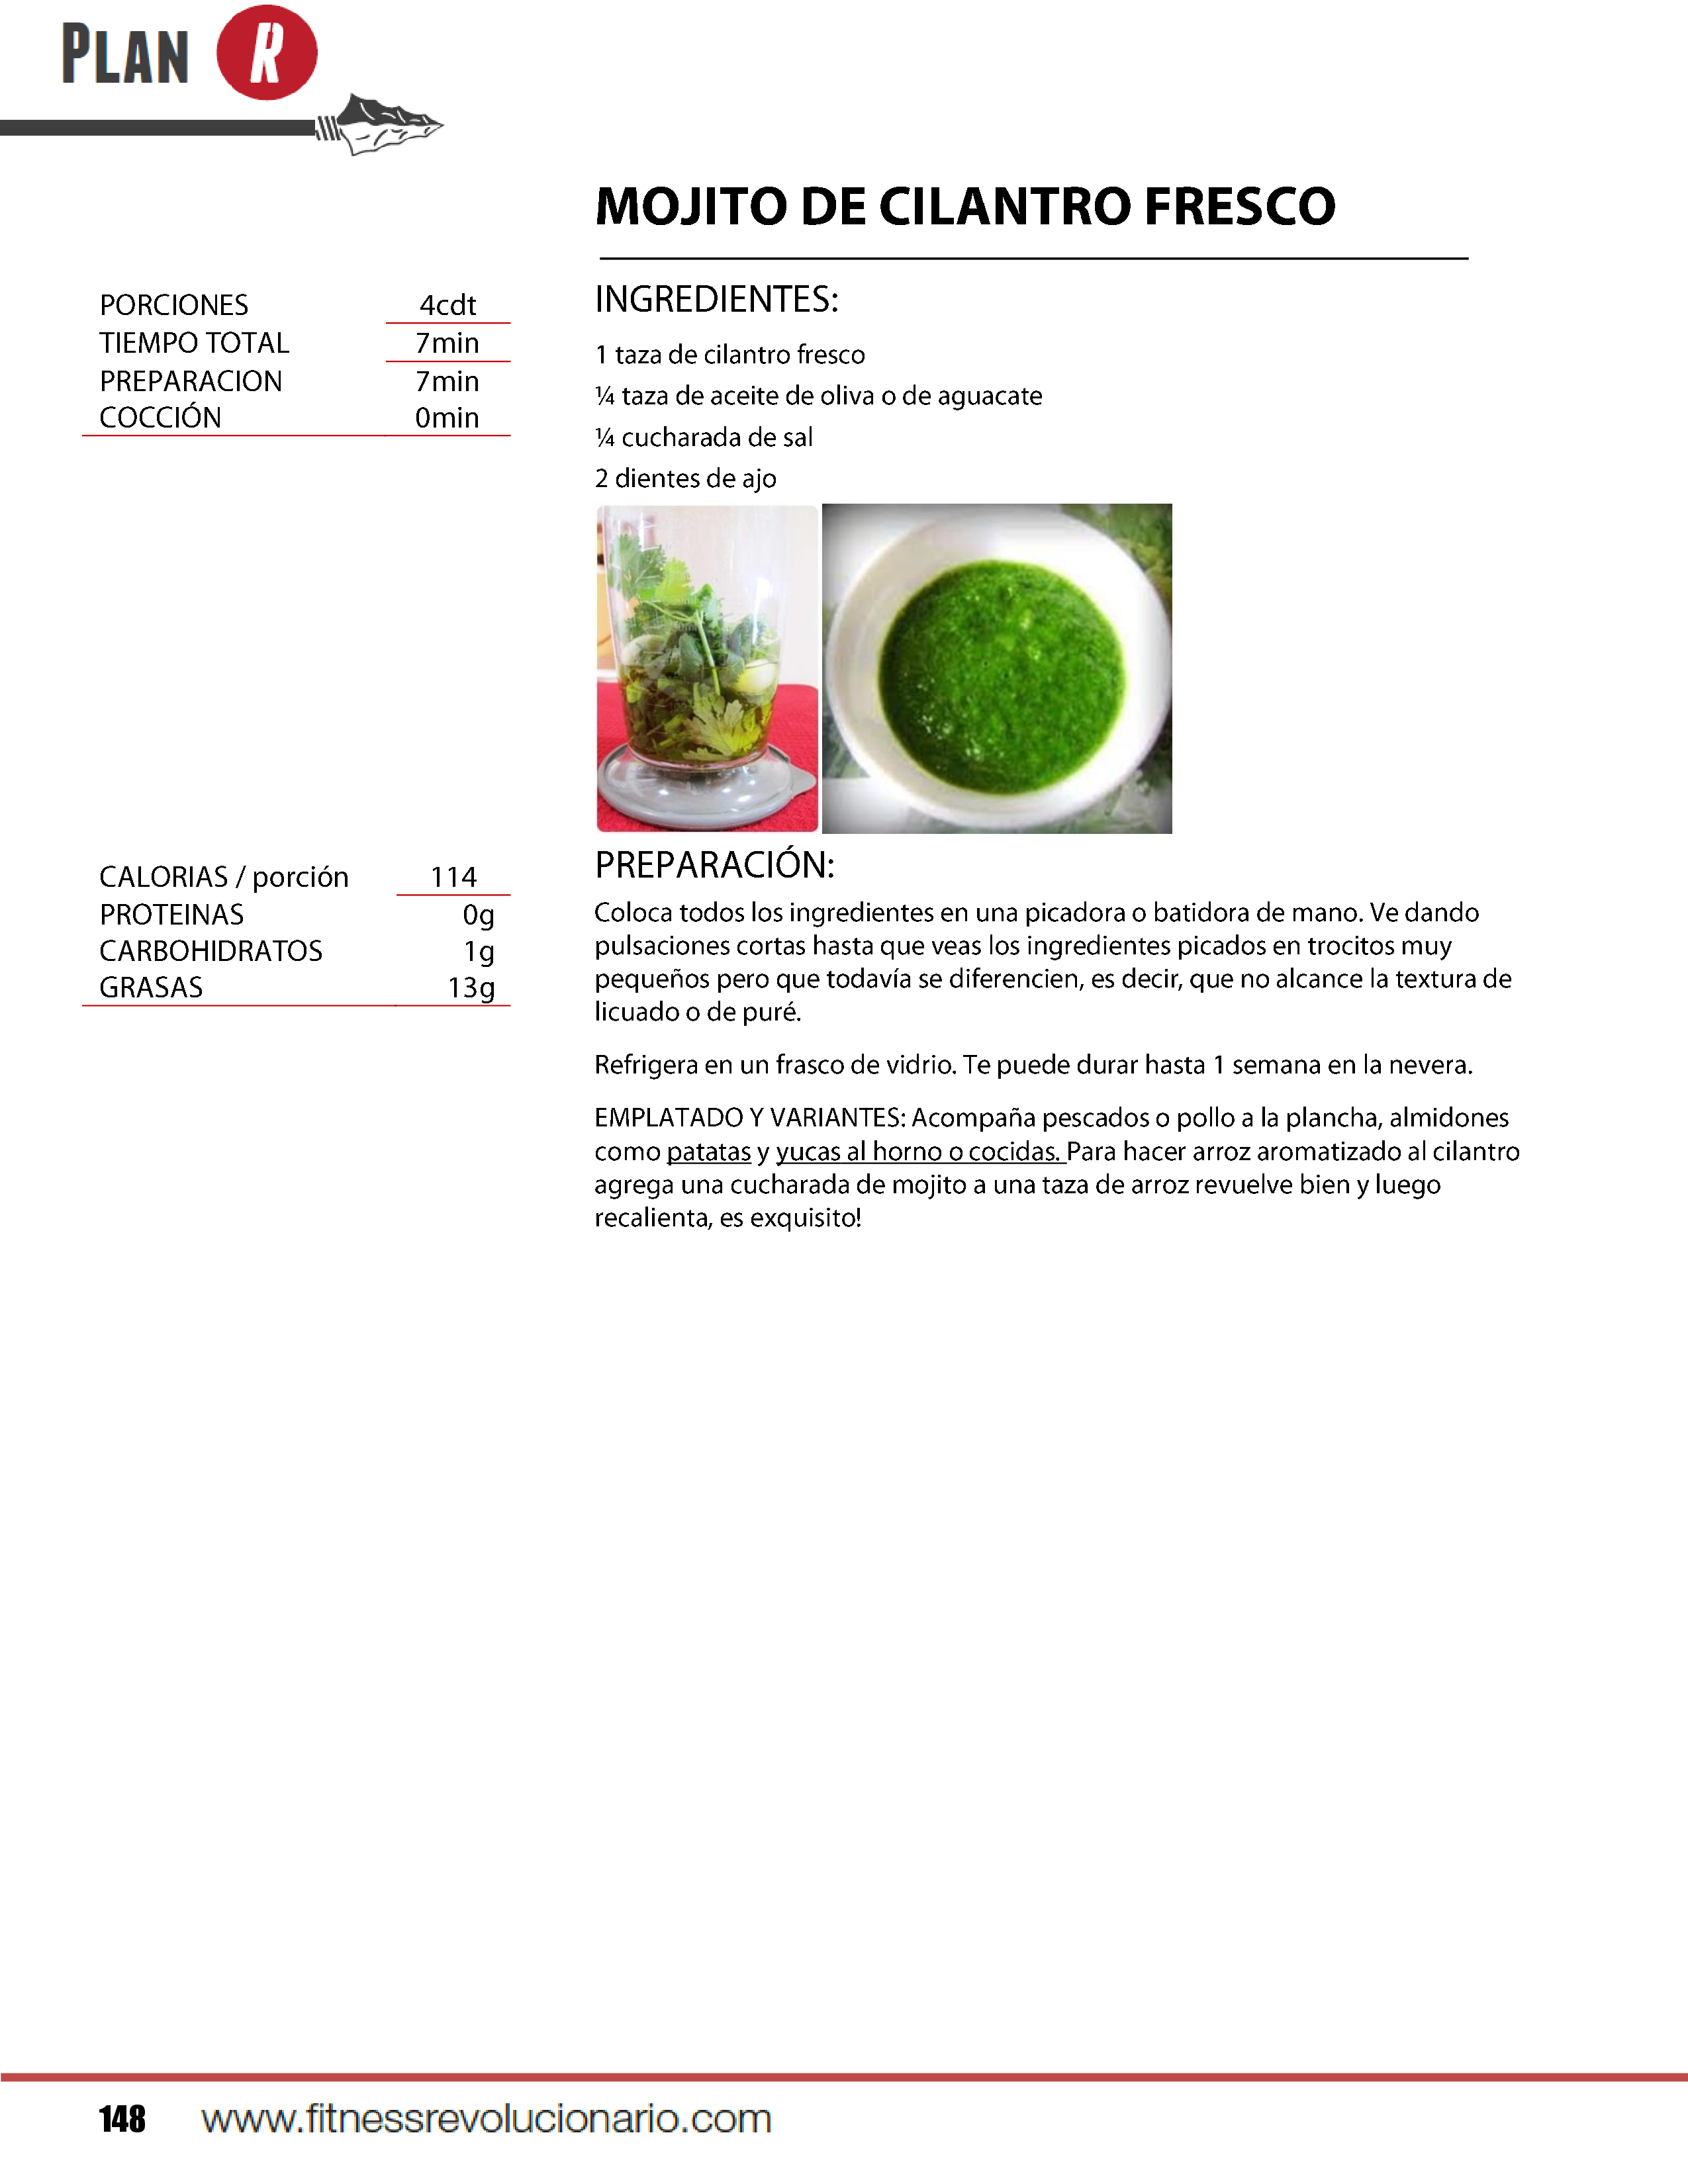 PLAN R
MOJITO DE CILANTRO FRESCO
PORCIONES 4cdt
TIEMPO TOTAL 7min
PREPARACION 7min
COCCIÓN 0min
INGREDIENTES:
1 taza de cilantro fresco
¼ taza de aceite de oliva o de aguacate
¼ cucharada de sal
2 dientes de ajo
CALORIAS / porción 114
PROTEINAS 0g
CARBOHIDRATOS 1g
GRASAS 13g
PREPARACIÓN:
Coloca todos los ingredientes en una picadora o batidora de mano. Ve dando
pulsaciones cortas hasta que veas los ingredientes picados en trocitos muy
pequeños pero que todavía se diferencien, es decir, que no alcance la textura de
licuado o de puré.
Refrigera en un frasco de vidrio. Te puede durar hasta 1 semana en la nevera.
EMPLATADO Y VARIANTES: Acompaña pescados o pollo a la plancha, almidones
como patatas y yucas al horno o cocidas. Para hacer arroz aromatizado al cilantro
agrega una cucharada de mojito a una taza de arroz revuelve bien y luego
recalienta, es exquisito!
148 www.fitnessrevolucionario.com